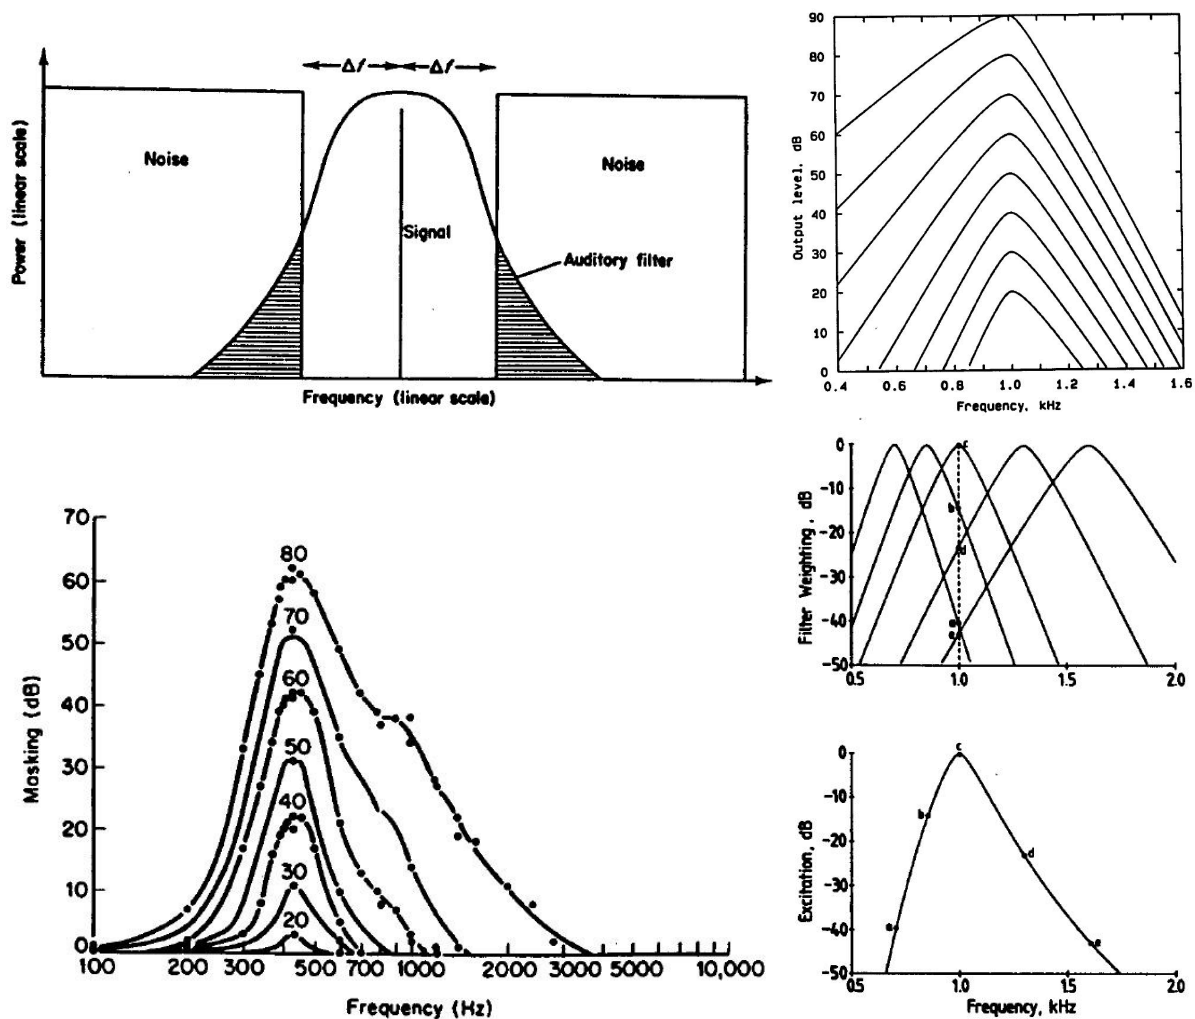 Δf Δf
Noise
Noise
Signal
Auditory filter
Power (linear scale)
Frequency (linear scale)
90
80
70
60
50
40
30
20
10
0
Output level, dB
0.4 0.6 0.8 1.0 1.2 1.4 1.6
Frequency, kHz
70
60
50
40
30
20
10
0
Masking (dB)
80
70
60
50
40
30
20
100 200 300 500 700 1000 2000 3000 5000 10,000
Frequency (Hz)
0
-10
-20
-30
-40
-50
Filter Weighting, dB
c
b
d
0.5 1.0 1.5 2.0
0
-10
-20
-30
-40
-50
Excitation, dB
c
b
d
a
e
0.5 1.0 1.5 2.0
Frequency, kHz